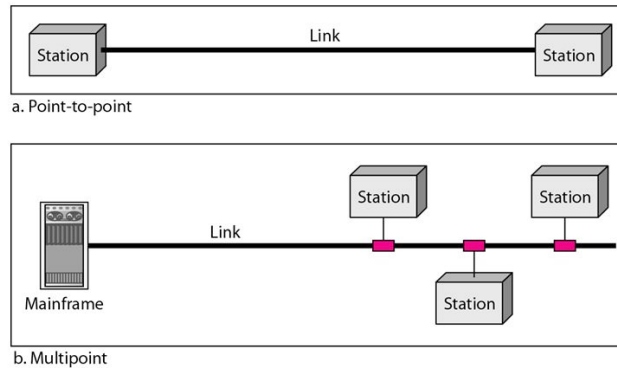 Station
Link
Station
a. Point-to-point
Station
Station
Link
Station
Mainframe
b. Multipoint